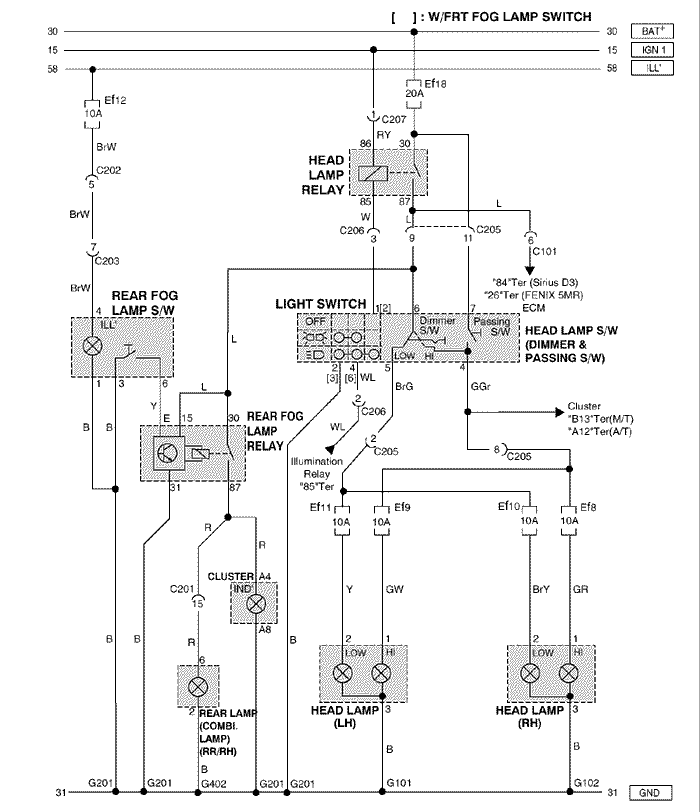 [ ] : W/FRT FOG LAMP SWITCH
30 30 BAT+
15 15 IGN 1
58 58 ILL'
Ef12
10A
Ef18
20A
BrW
C202
5
1 C207
RY
86 30
HEAD
LAMP
RELAY
85 87
BrW
W L L
C206 3 9 11 C205
6
C101
7
C203
BrW
"84"Ter (Sirius D3)
"26"Ter (FENIX 5MR)
ECM
REAR FOG
LAMP S/W
4
ILL'
1 3 6
LIGHT SWITCH
1[2] 6 7
OFF
Dimmer
S/W
Passing
S/W
LOW HI
HEAD LAMP S/W
(DIMMER &
PASSING S/W)
2 4 5 4
[3] [6] WL
BrG GGr
L
L
Y
B B
E 15 30
REAR FOG
LAMP
RELAY
31 87
2
C206
WL
2
C205
Illumination
Relay
"85"Ter
Cluster
"B13"Ter(M/T)
"A12"Ter(A/T)
8
C205
Ef11
10A
Ef9
10A
Ef10
10A
Ef8
10A
R
R
CLUSTER A4
IND'
A8
C201
15
Y GW BrY GR
B B
R
B
6
2
REAR LAMP
(COMBI.
LAMP)
(RR/RH)
2 1
LOW HI
3
HEAD LAMP
(LH)
2 1
LOW HI
3
HEAD LAMP
(RH)
B B B
31 G201 G201 G402 G201 G201 G101 G102 31 GND